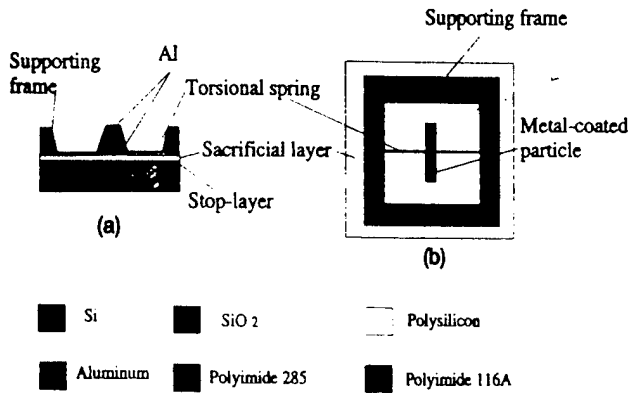 Supporting frame
Al
Supporting
frame
Torsional spring
Metal-coated
particle
Sacrificial layer
Stop-layer
(a)
(b)
Si
SiO 2
Polysilicon
Aluminum
Polyimide 285
Polyimide 116A